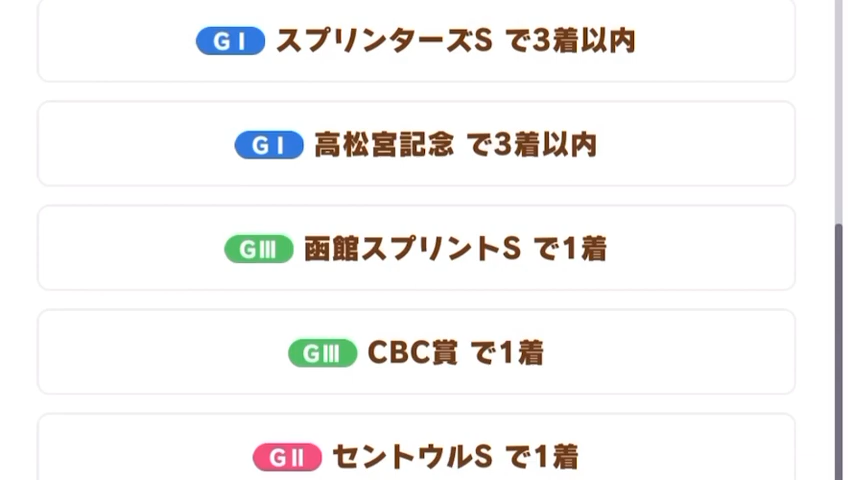 GⅠ スプリンターズS で3着以内
GⅠ 高松宮記念 で3着以内
GⅢ 函館スプリントS で1着
GⅢ CBC賞 で1着
GⅡ セントウルS で1着